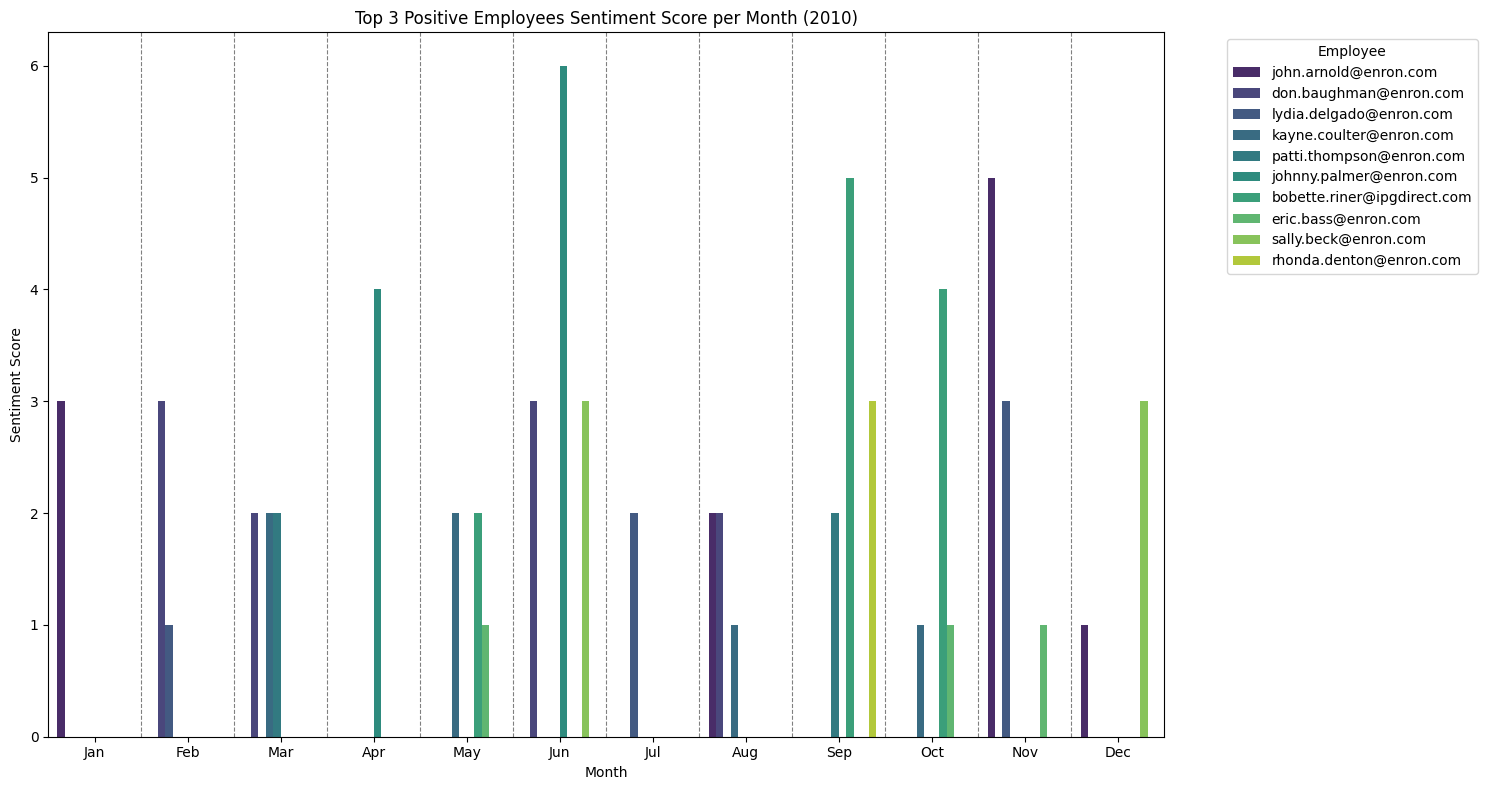 Top 3 Positive Employees Sentiment Score per Month (2010)
Employee
john.arnold@enron.com
don.baughman@enron.com
lydia.delgado@enron.com
kayne.coulter@enron.com
patti.thompson@enron.com
johnny.palmer@enron.com
bobette.riner@ipgdirect.com
eric.bass@enron.com
sally.beck@enron.com
rhonda.denton@enron.com
Sentiment Score
6
5
4
3
2
1
0
Jan Feb Mar Apr May Jun Jul Aug Sep Oct Nov Dec
Month